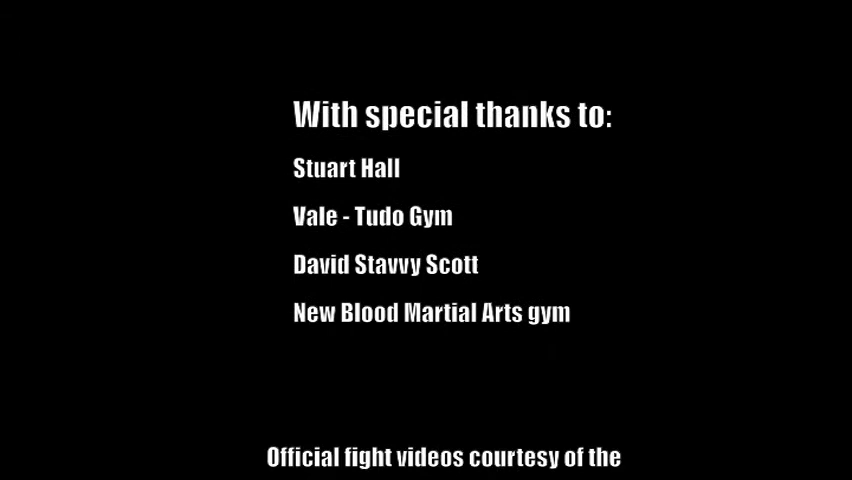 With special thanks to:
Stuart Hall
Vale - Tudo Gym
David Stavvy Scott
New Blood Martial Arts gym
Official fight videos courtesy of the